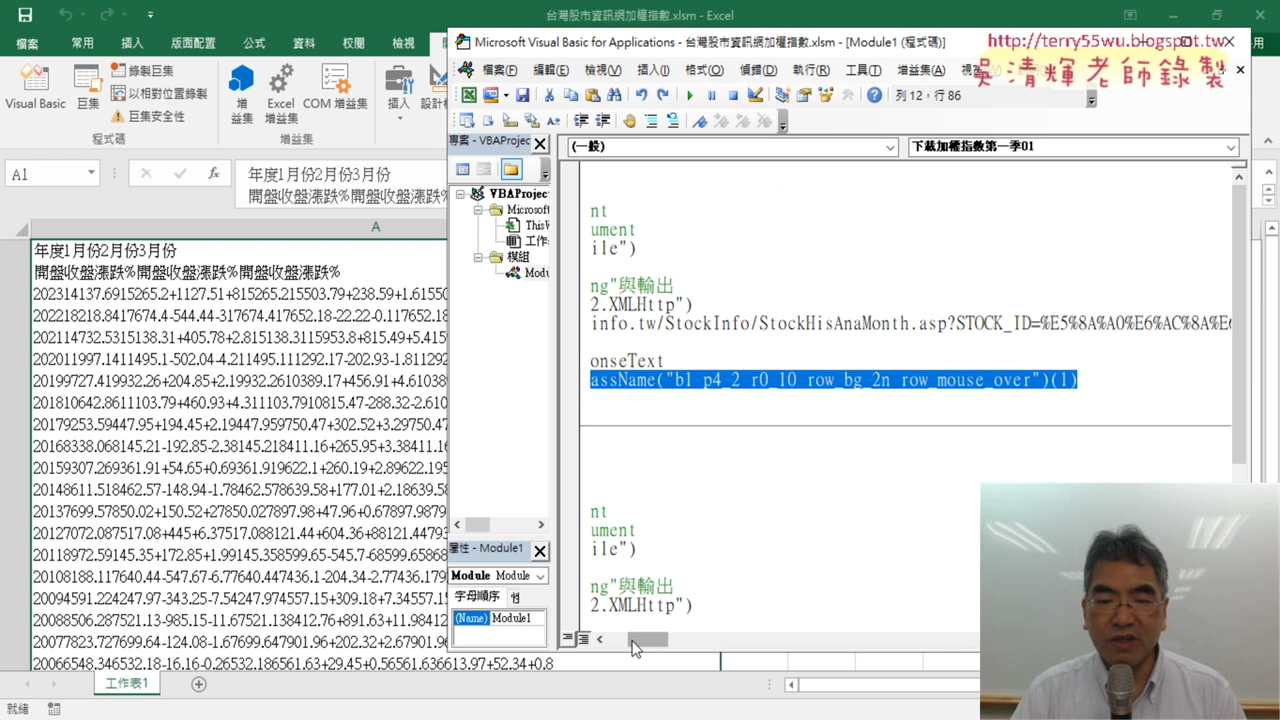 台灣股市資訊網加權指數.xlsm - Excel
檔案 常用 插入 版面配置 公式 資料 校閱 檢視
Visual Basic 巨集 錄製巨集 以相對位置錄製 巨集安全性 增益集 Excel 增益集 COM 增益集 插入
程式碼 增益集
A1 fx 年度1月份2月份3月份
開盤收盤漲跌%開盤收盤漲跌%
A
年度1月份2月份3月份
開盤收盤漲跌%開盤收盤漲跌%開盤收盤漲跌%
202314137.6915265.2+1127.51+815265.215503.79+238.59+1.61550
202218218.8417674.4-544.44-317674.417652.18-22.22-0.117652.18
202114732.5315138.31+405.78+2.815138.3115953.8+815.49+5.415
202011997.1411495.1-502.04-4.211495.111292.17-202.93-1.811292
20199727.419932.26+204.85+2.19932.2610389.17+456.91+4.610389
201810642.8611103.79+460.93+4.311103.7910815.47-288.32-2.610
20179253.59447.95+194.45+2.19447.959750.47+302.52+3.29750.47
20168338.068145.21-192.85-2.38145.218411.16+265.95+3.38411.16
20159307.269361.91+54.65+0.69361.919622.1+260.19+2.89622.195
20148611.518462.57-148.94-1.78462.578639.58+177.01+2.18639.58
20137699.57850.02+150.52+27850.027897.98+47.96+0.67897.9879
20127072.087517.08+445+6.37517.088121.44+604.36+88121.44793
20118972.59145.35+172.85+1.99145.358599.65-545.7-68599.65868
20108188.117640.44-547.67-6.77640.447436.1-204.34-2.77436.179
20094591.224247.97-343.25-7.54247.974557.15+309.18+7.34557.15
20088506.287521.13-985.15-11.67521.138412.76+891.63+11.98412
20077823.727699.64-124.08-1.67699.647901.96+202.32+2.67901.96
20066548.346532.18-16.16-0.26532.186561.63+29.45+0.56561.636613.97+52.34+0.8
工作表1
就緒
Microsoft Visual Basic for Applications - 台灣股市資訊網加權指數.xlsm - [Module1 (程式碼)]
http://terry55wu.blogspot.tw
吳清輝老師錄製
檔案(F) 編輯(E) 檢視(V) 插入(I) 格式(O) 偵錯(D) 執行(R) 工具(T) 增益集(A)
列 12，行 86
專案 - VBAProjec
VBAProjec
Microsoft
ThisW
工作
模組
Modu
屬性 - Module1
Module Module
字母順序
(Name) Module1
(一般) 下載加權指數第一季01
nt
ument
ile")
ng"與輸出
2.XMLHttp")
info.tw/StockInfo/StockHisAnaMonth.asp?STOCK_ID=%E5%8A%A0%E6%AC%8A%E6
onseText
assName("b1 p4_2 r0_10 row_bg_2n row_mouse_over")(1)
nt
ument
ile")
ng"與輸出
2.XMLHttp")